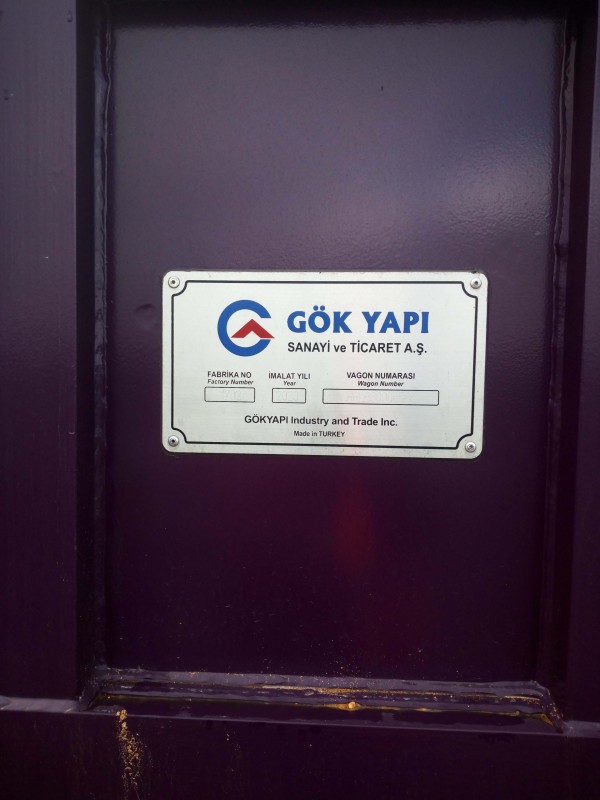 GÖK YAPI
SANAYİ ve TİCARET A.Ş.
FABRİKA NO İMALAT YILI VAGON NUMARASI
Factory Number Year Wagon Number
GÖKYAPI Industry and Trade Inc.
Made in TURKEY